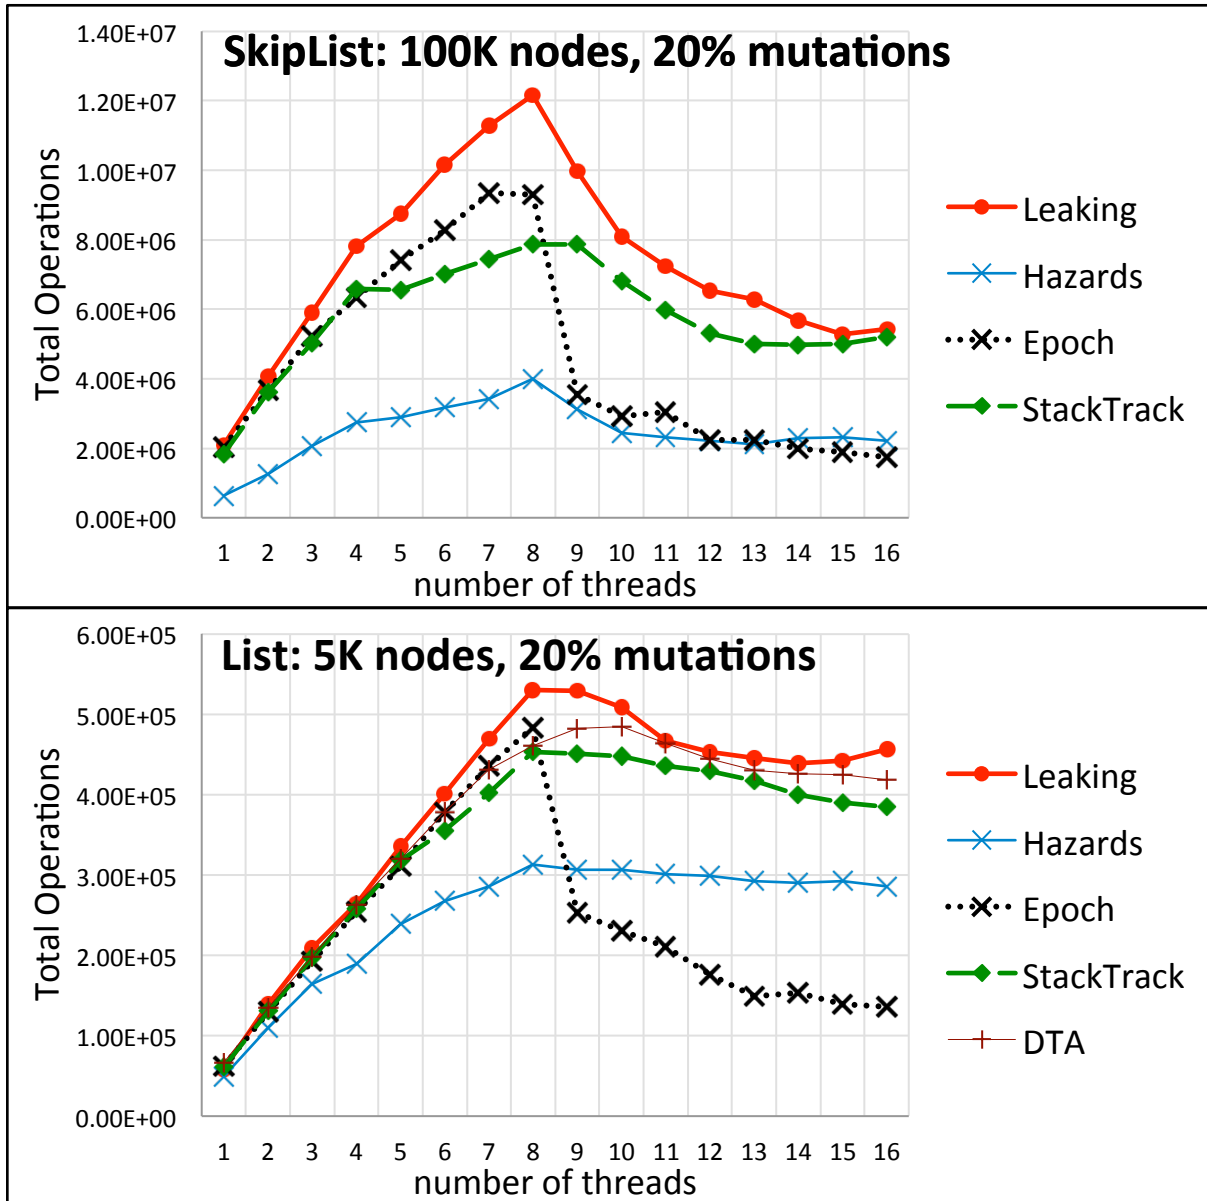 SkipList: 100K nodes, 20% mutations
Total Operations
1.40E+07
1.20E+07
1.00E+07
8.00E+06
6.00E+06
4.00E+06
2.00E+06
0.00E+00
1 2 3 4 5 6 7 8 9 10 11 12 13 14 15 16
number of threads
Leaking
Hazards
Epoch
StackTrack
List: 5K nodes, 20% mutations
Total Operations
6.00E+05
5.00E+05
4.00E+05
3.00E+05
2.00E+05
1.00E+05
0.00E+00
1 2 3 4 5 6 7 8 9 10 11 12 13 14 15 16
number of threads
Leaking
Hazards
Epoch
StackTrack
DTA